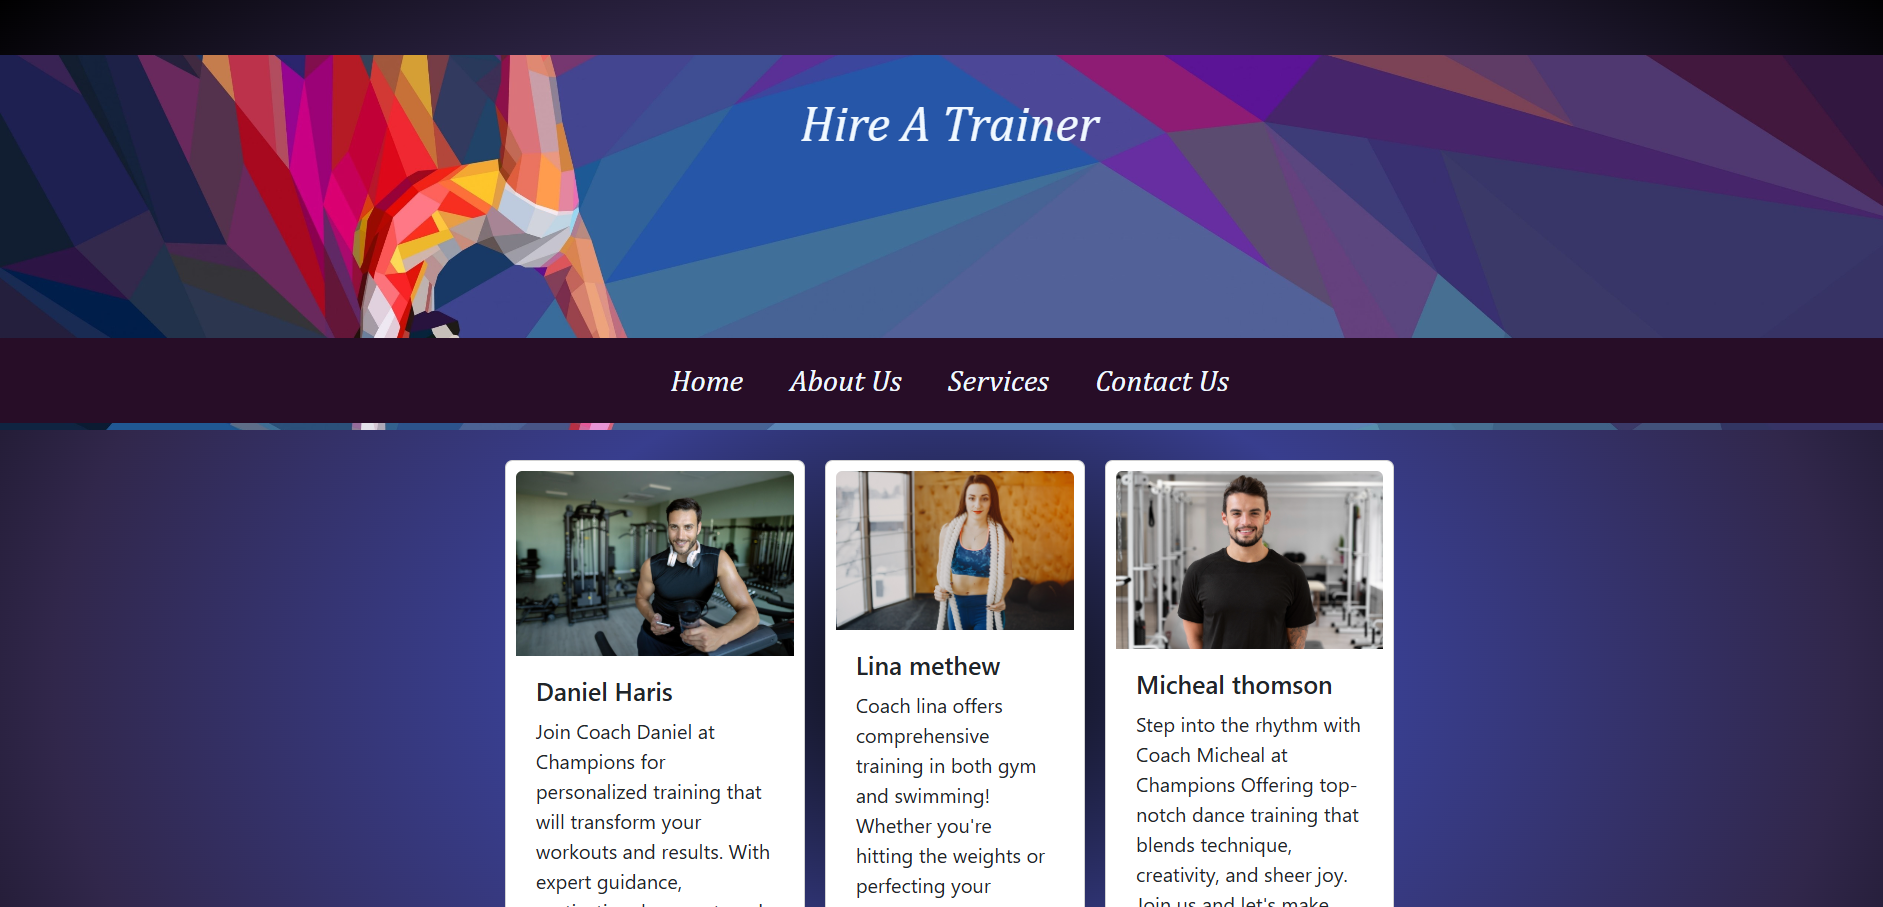 Hire A Trainer
Home About Us Services Contact Us
Daniel Haris
Join Coach Daniel at
Champions for
personalized training that
will transform your
workouts and results. With
expert guidance,
Lina methew
Coach lina offers
comprehensive
training in both gym
and swimming!
Whether you're
hitting the weights or
perfecting your
Micheal thomson
Step into the rhythm with
Coach Micheal at
Champions Offering top-
notch dance training that
blends technique,
creativity, and sheer joy.
Join us and let's make